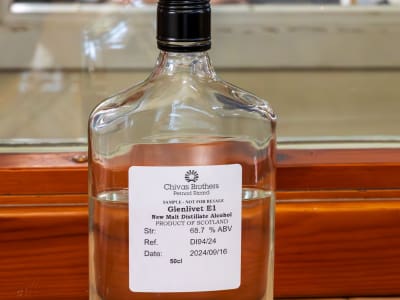 Chivas Brothers
Pernod Ricard
SAMPLE - NOT FOR RESALE
Glenlivet E1
New Malt Distillate Alcohol
PRODUCT OF SCOTLAND
Str: 68.7 % ABV
Ref. DI94/24
Date: 2024/09/16
50cl